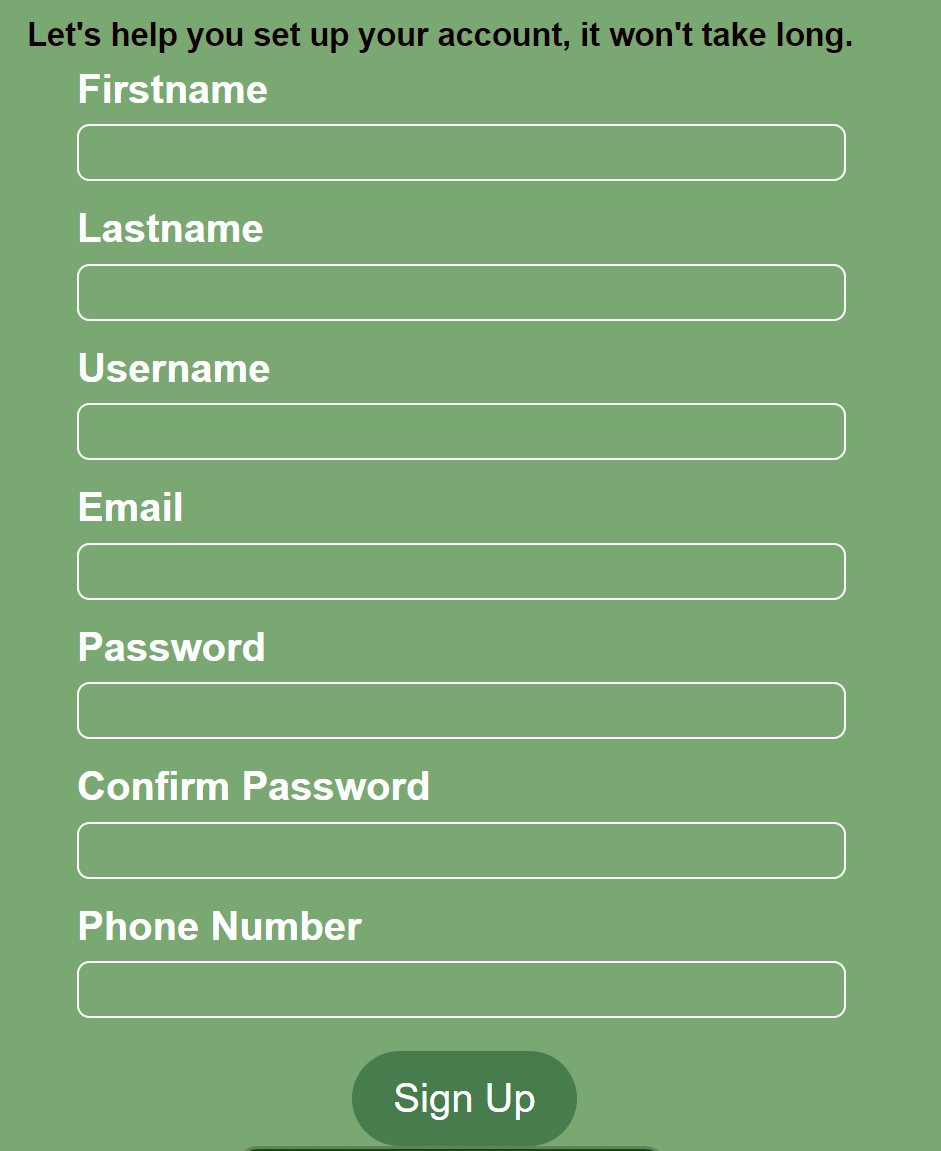 Let's help you set up your account, it won't take long.
Firstname
Lastname
Username
Email
Password
Confirm Password
Phone Number
Sign Up